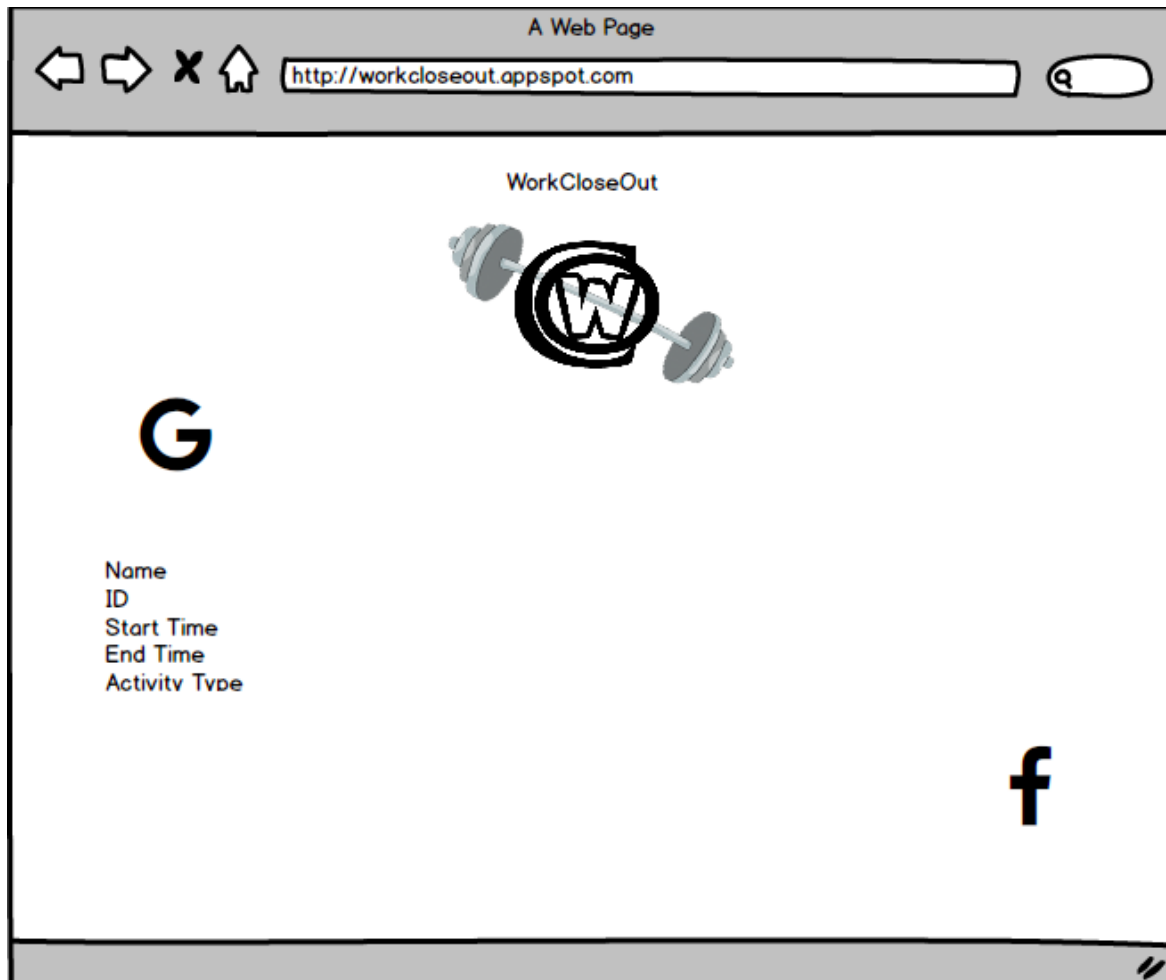 A Web Page
http://workcloseout.appspot.com
WorkCloseOut
C O W
G
Name
ID
Start Time
End Time
Activity Type
f